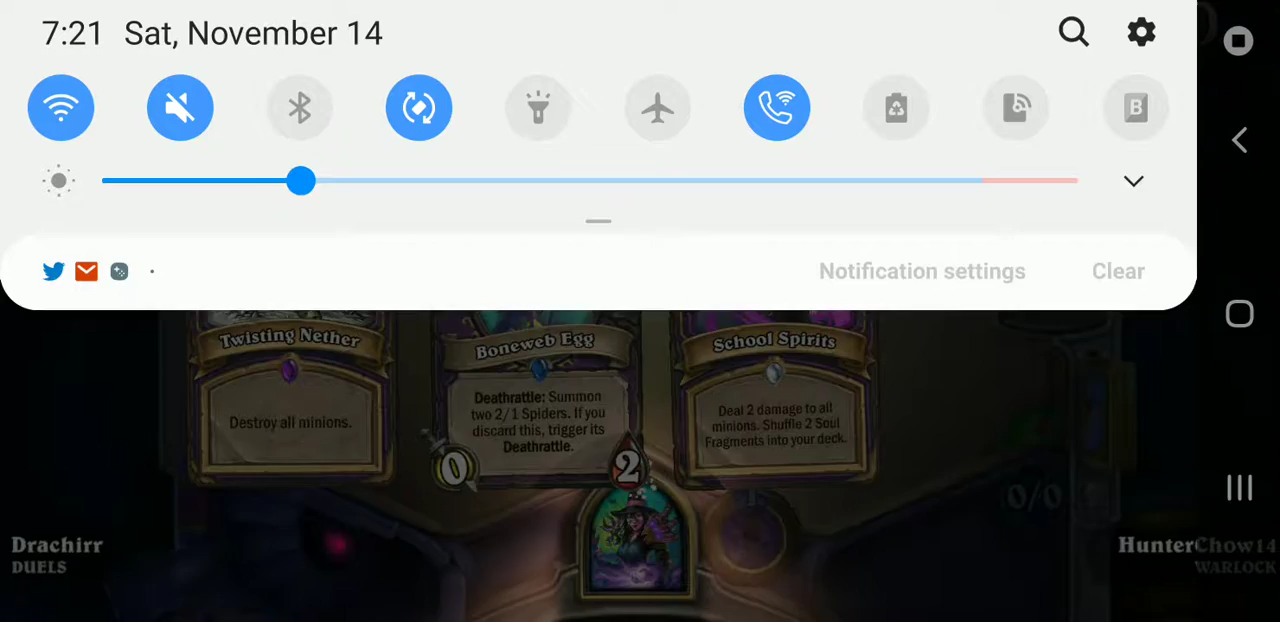 7:21 Sat, November 14
B
Notification settings Clear
Twisting Nether
Destroy all minions.
Boneweb Egg
Deathrattle: Summon
two 2/1 Spiders. If you
discard this, trigger its
Deathrattle.
0 2
School Spirits
Deal 2 damage to all
minions. Shuffle 2 Soul
Fragments into your deck.
0/0
Drachirr
DUELS
HunterChow14
WARLOCK